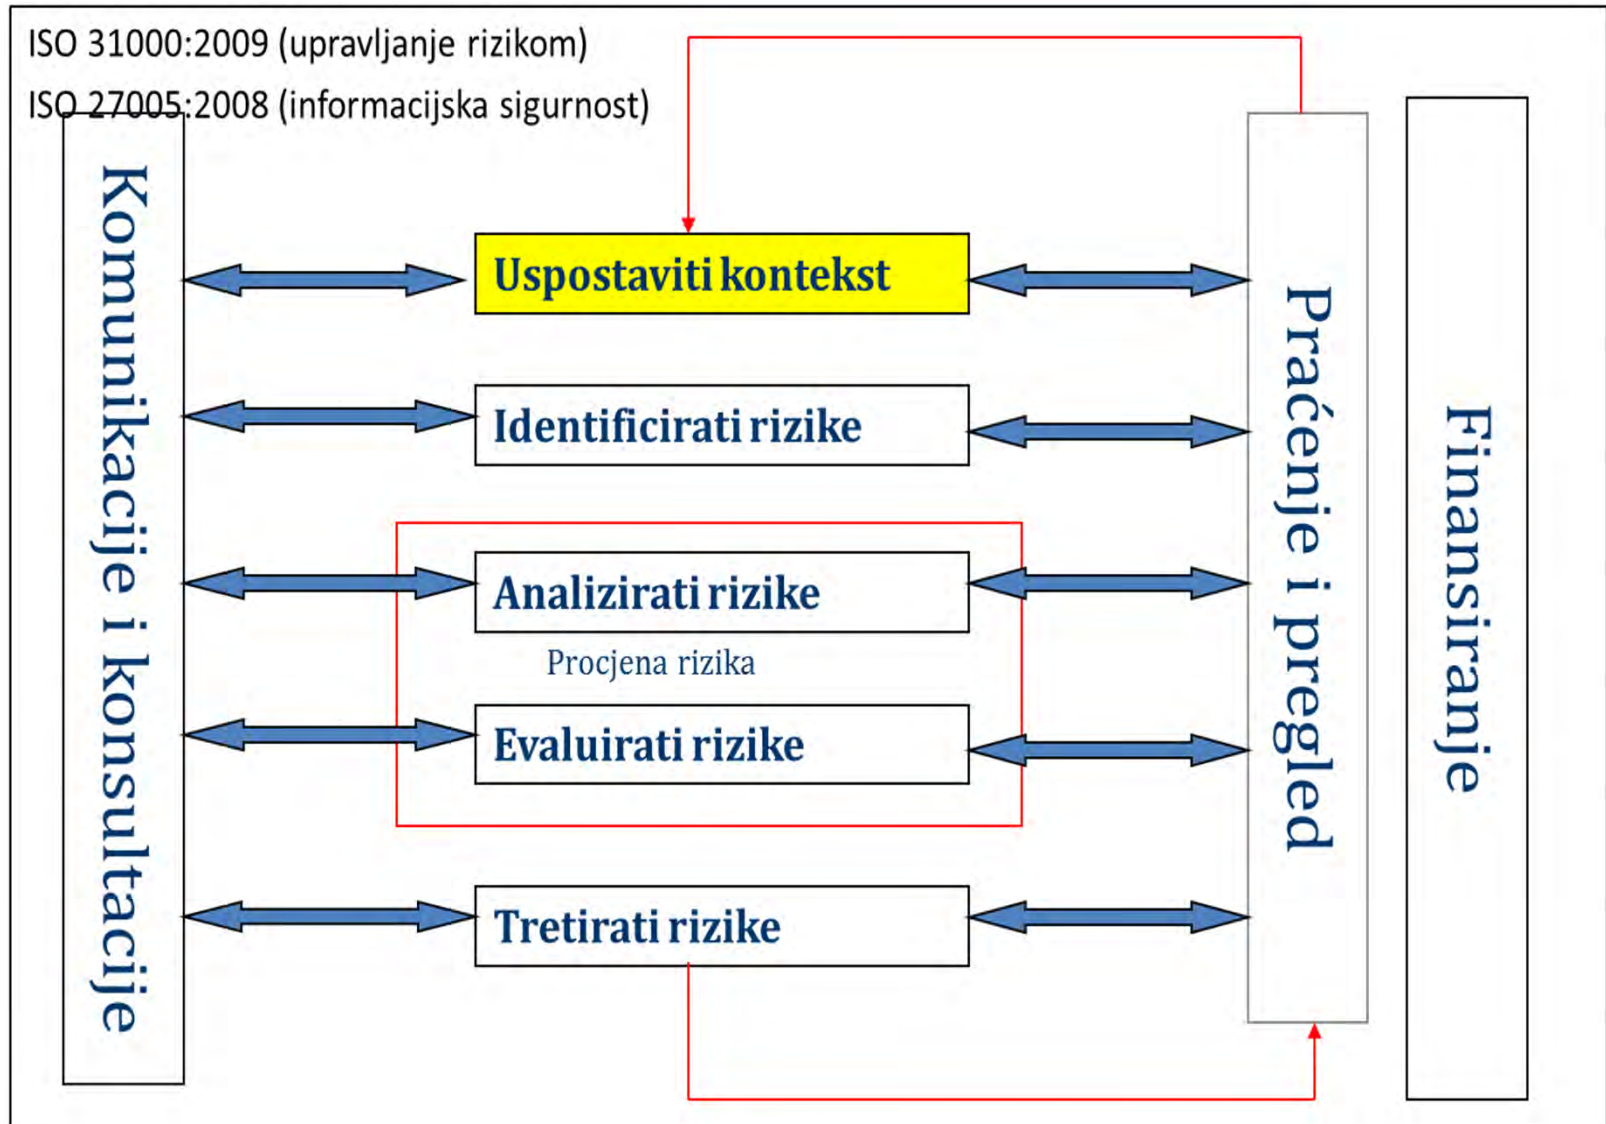 ISO 31000:2009 (upravljanje rizikom)
ISO 27005:2008 (informacijska sigurnost)
Komunikacije i konsultacije
Uspostaviti kontekst
Identificirati rizike
Analizirati rizike
Procjena rizika
Evaluirati rizike
Tretirati rizike
Praćenje i pregled
Finansiranje